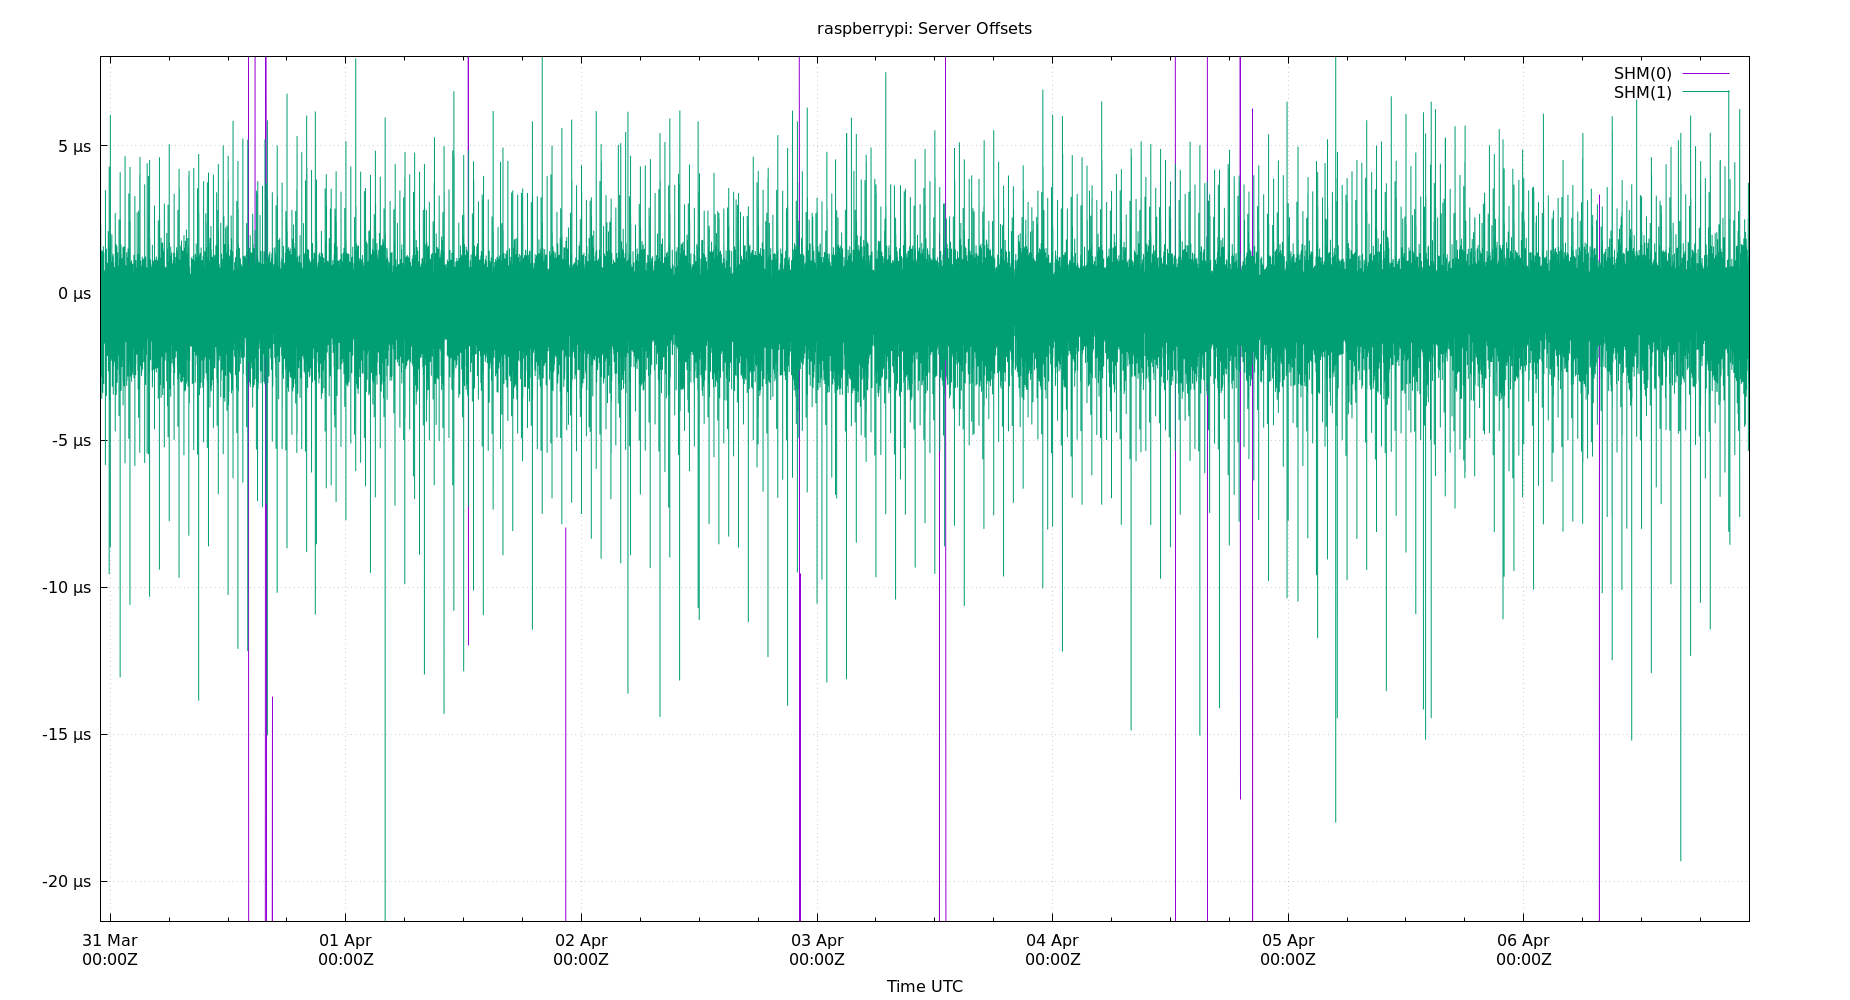 raspberrypi: Server Offsets
SHM(0)
SHM(1)
5 µs
0 µs
-5 µs
-10 µs
-15 µs
-20 µs
31 Mar 01 Apr 02 Apr 03 Apr 04 Apr 05 Apr 06 Apr
00:00Z 00:00Z 00:00Z 00:00Z 00:00Z 00:00Z 00:00Z
Time UTC